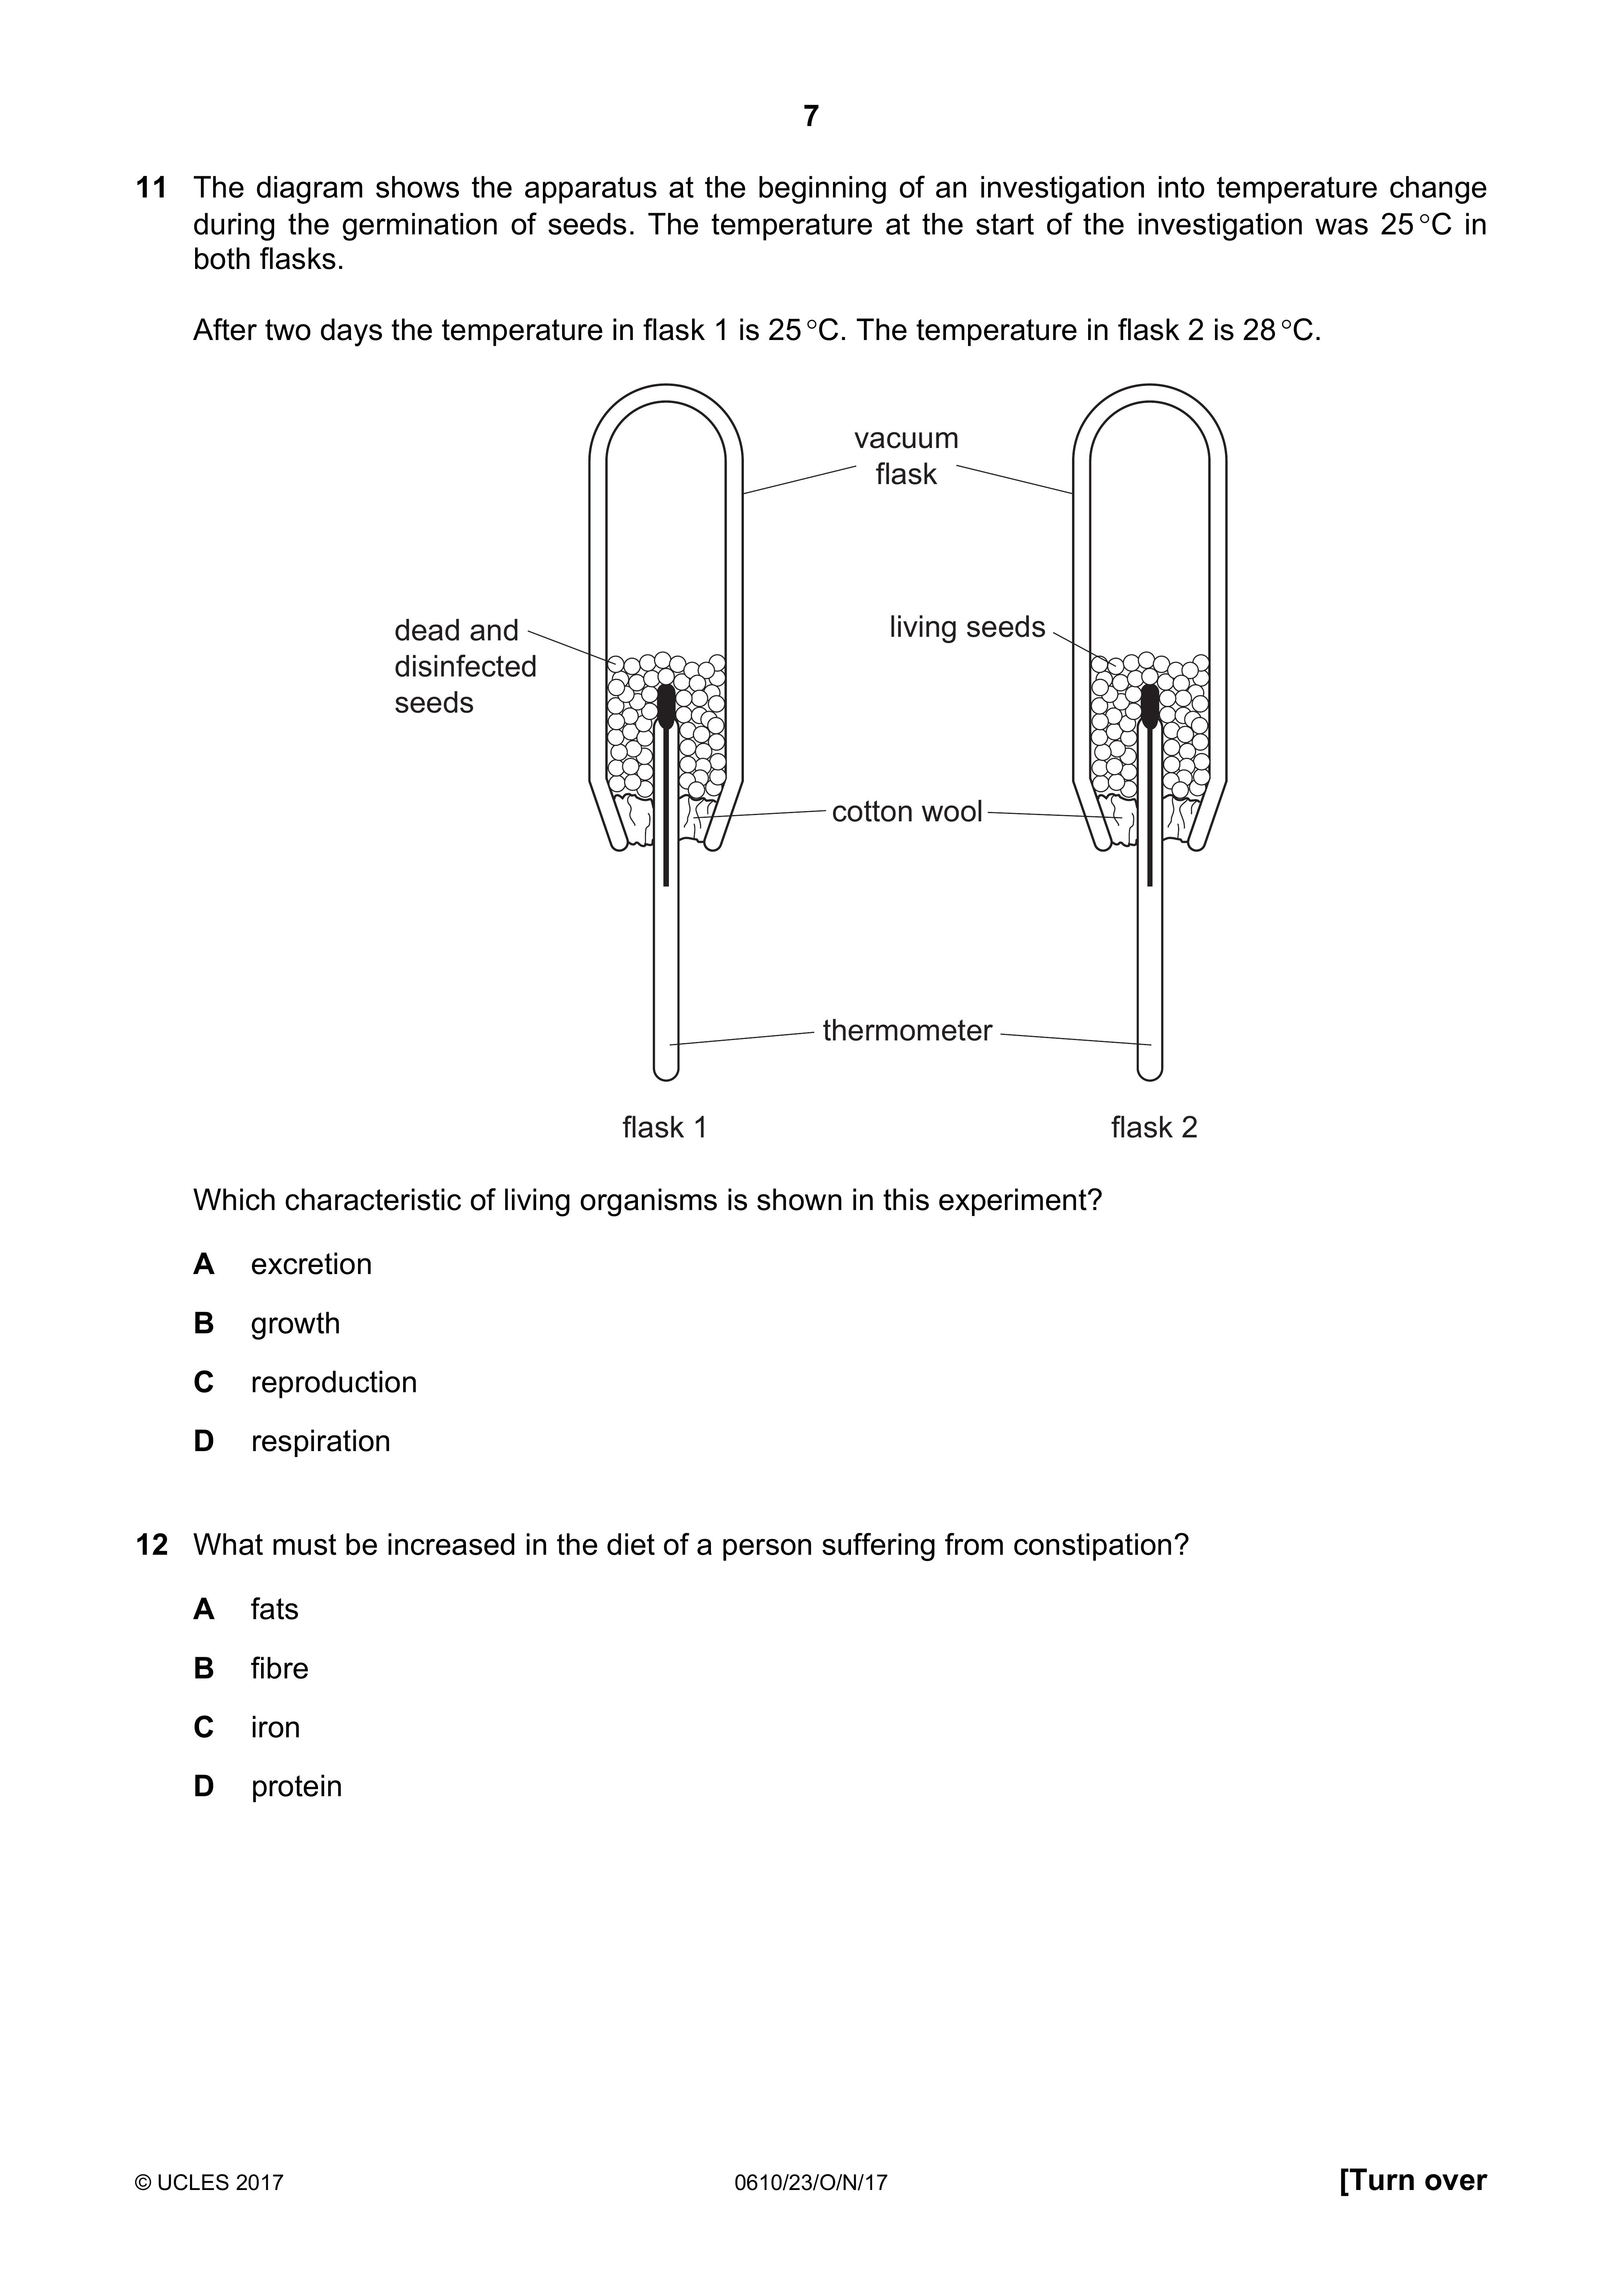 7
11 The diagram shows the apparatus at the beginning of an investigation into temperature change
during the germination of seeds. The temperature at the start of the investigation was 25 °C in
both flasks.
After two days the temperature in flask 1 is 25 °C. The temperature in flask 2 is 28 °C.
vacuum
flask
dead and
disinfected
seeds
living seeds
cotton wool
thermometer
flask 1
flask 2
Which characteristic of living organisms is shown in this experiment?
A excretion
B growth
C reproduction
D respiration
12 What must be increased in the diet of a person suffering from constipation?
A fats
B fibre
C iron
D protein
© UCLES 2017
0610/23/O/N/17
[Turn over